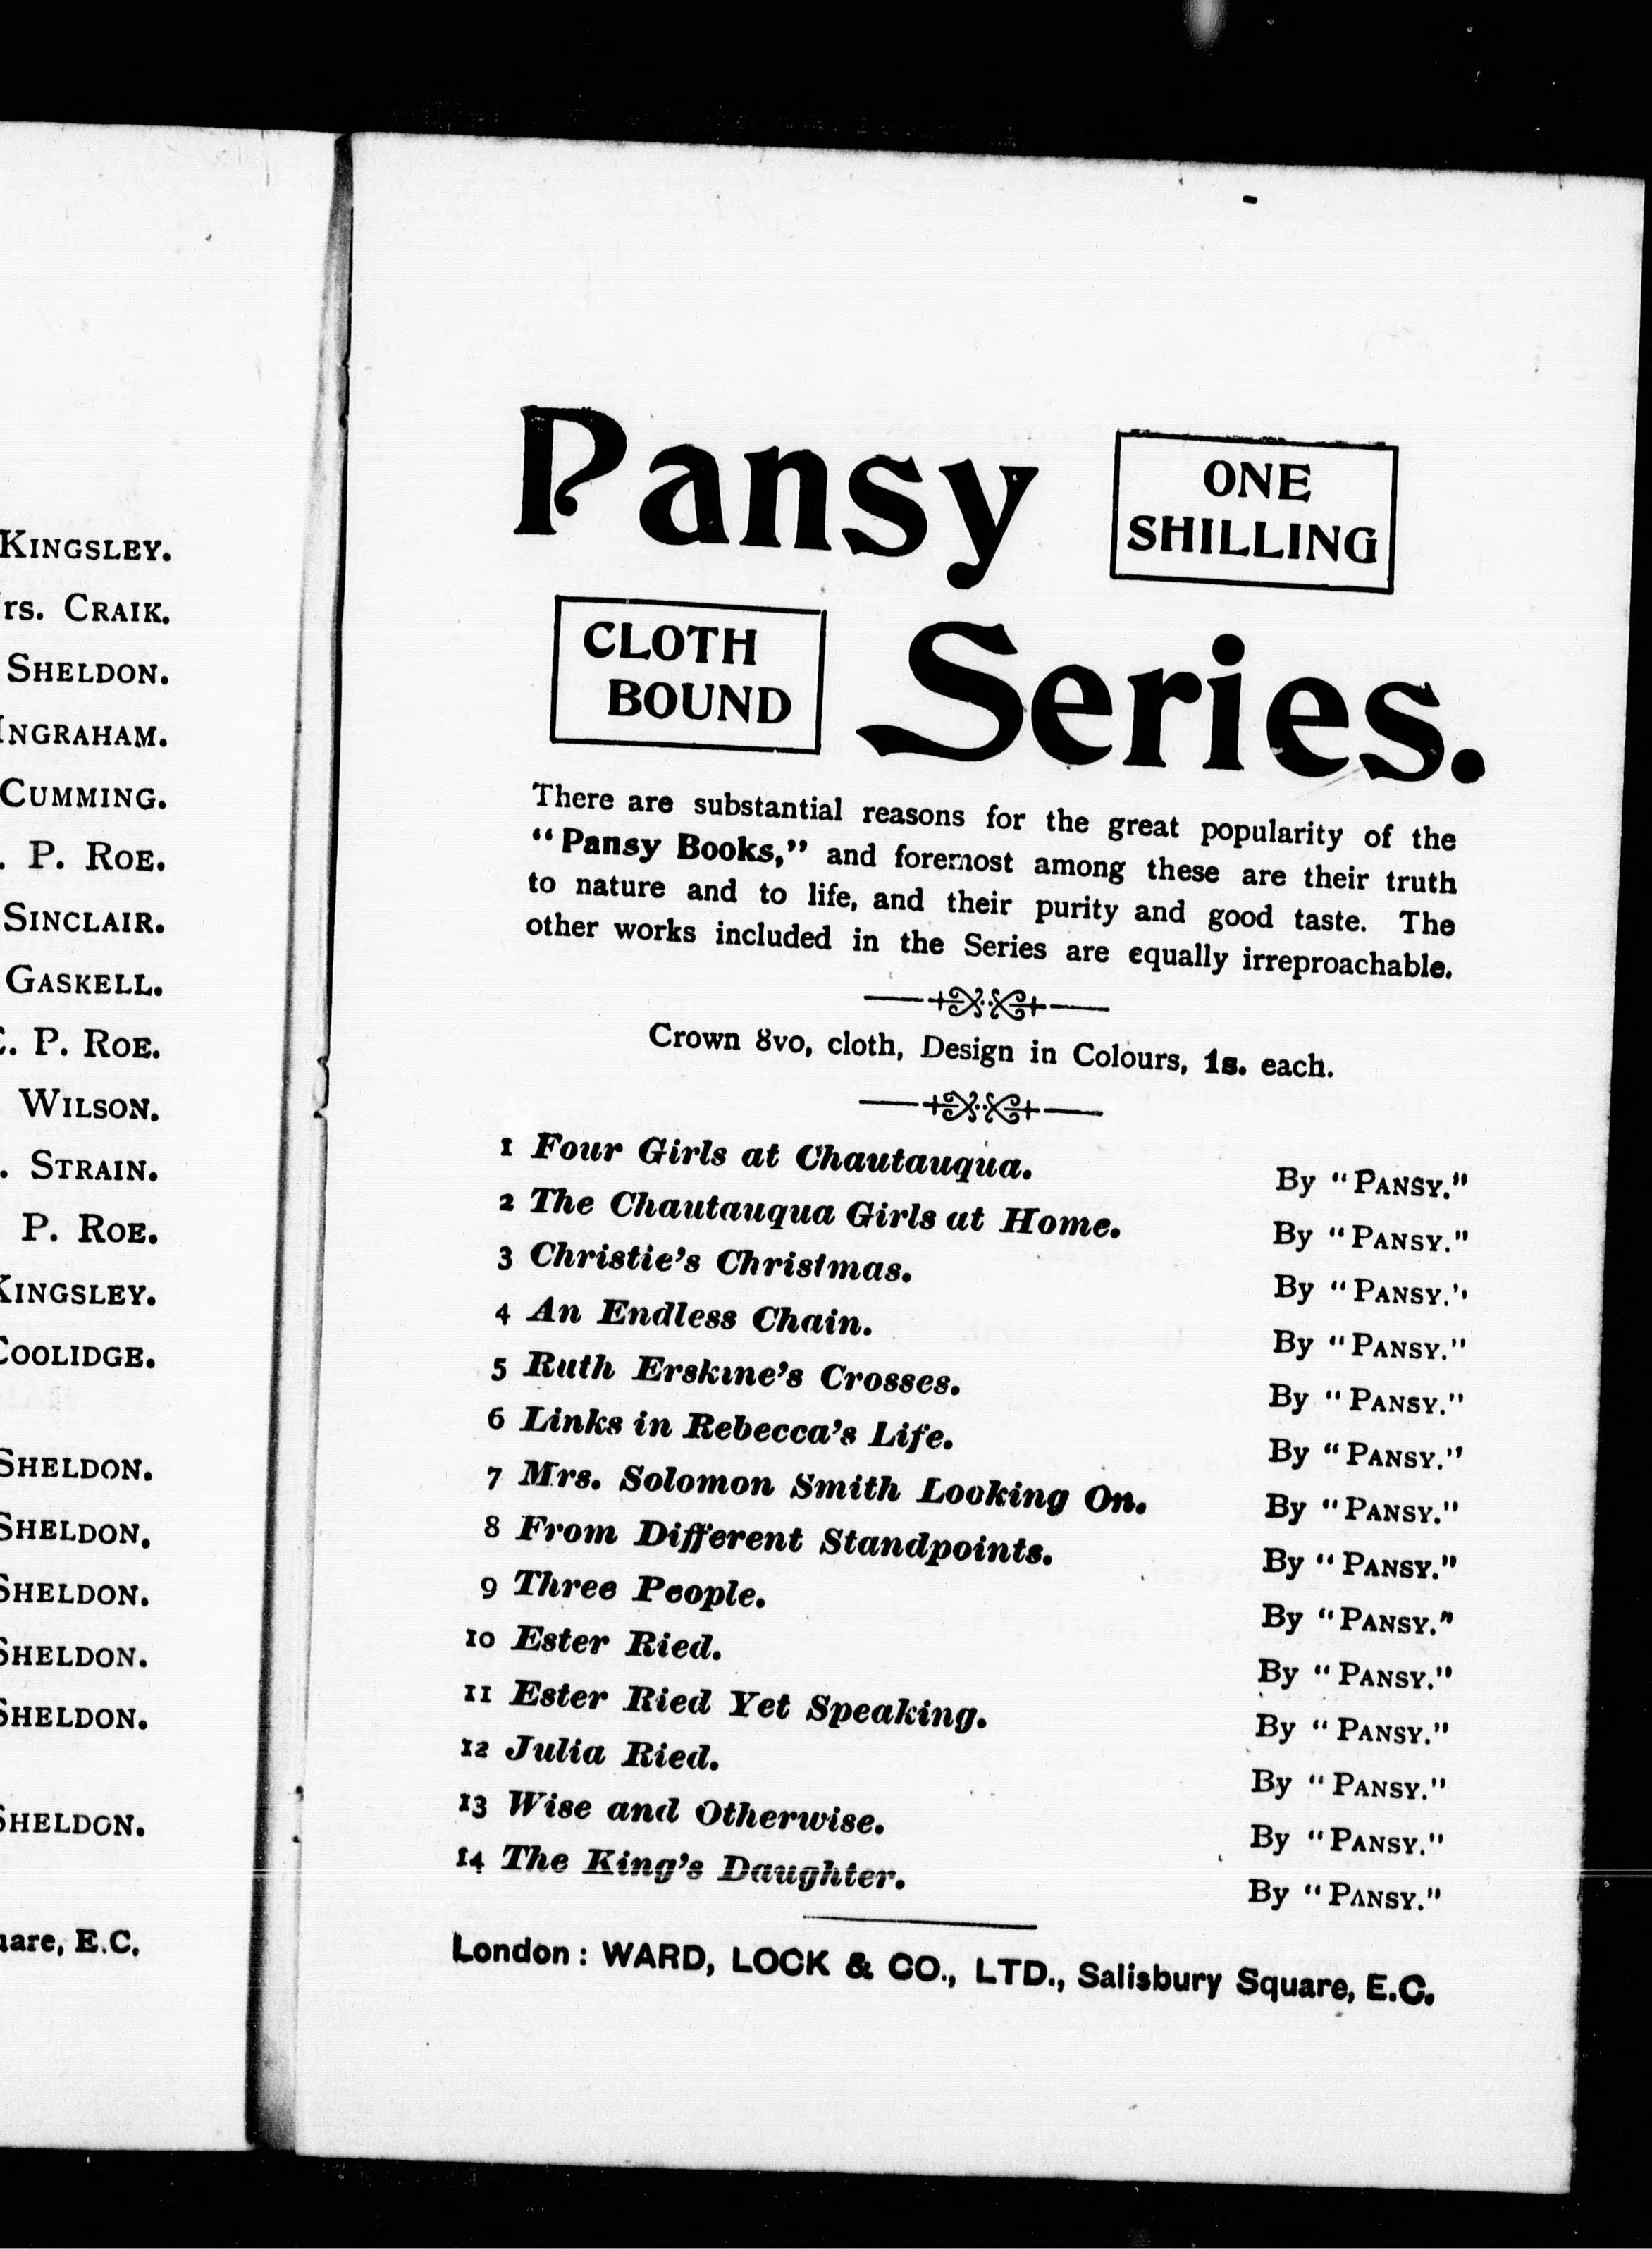 KINGSLEY.
rs. CRAIK.
SHELDON.
INGRAHAM.
CUMMING.
P. ROE.
SINCLAIR.
GASKELL.
P. ROE.
WILSON.
STRAIN.
P. ROE.
KINGSLEY.
COOLIDGE.
SHELDON.
SHELDON.
SHELDON.
SHELDON.
SHELDON.
SHELDON.
uare, E.C.
Pansy
ONE
SHILLING
CLOTH
BOUND
Series.
There are substantial reasons for the great popularity of the
"Pansy Books," and foremost among these are their truth
to nature and to life, and their purity and good taste. The
other works included in the Series are equally irreproachable.
Crown 8vo, cloth, Design in Colours, 1s. each.
1 Four Girls at Chautauqua. By "PANSY."
2 The Chautauqua Girls at Home. By "PANSY."
3 Christie's Christmas. By "PANSY."
4 An Endless Chain. By "PANSY."
5 Ruth Erskine's Crosses. By "PANSY."
6 Links in Rebecca's Life. By "PANSY."
7 Mrs. Solomon Smith Looking On. By "PANSY."
8 From Different Standpoints. By "PANSY."
9 Three People. By "PANSY."
10 Ester Ried. By "PANSY."
11 Ester Ried Yet Speaking. By "PANSY."
12 Julia Ried. By "PANSY."
13 Wise and Otherwise. By "PANSY."
14 The King's Daughter. By "PANSY."
London: WARD, LOCK & CO., LTD., Salisbury Square, E.C.